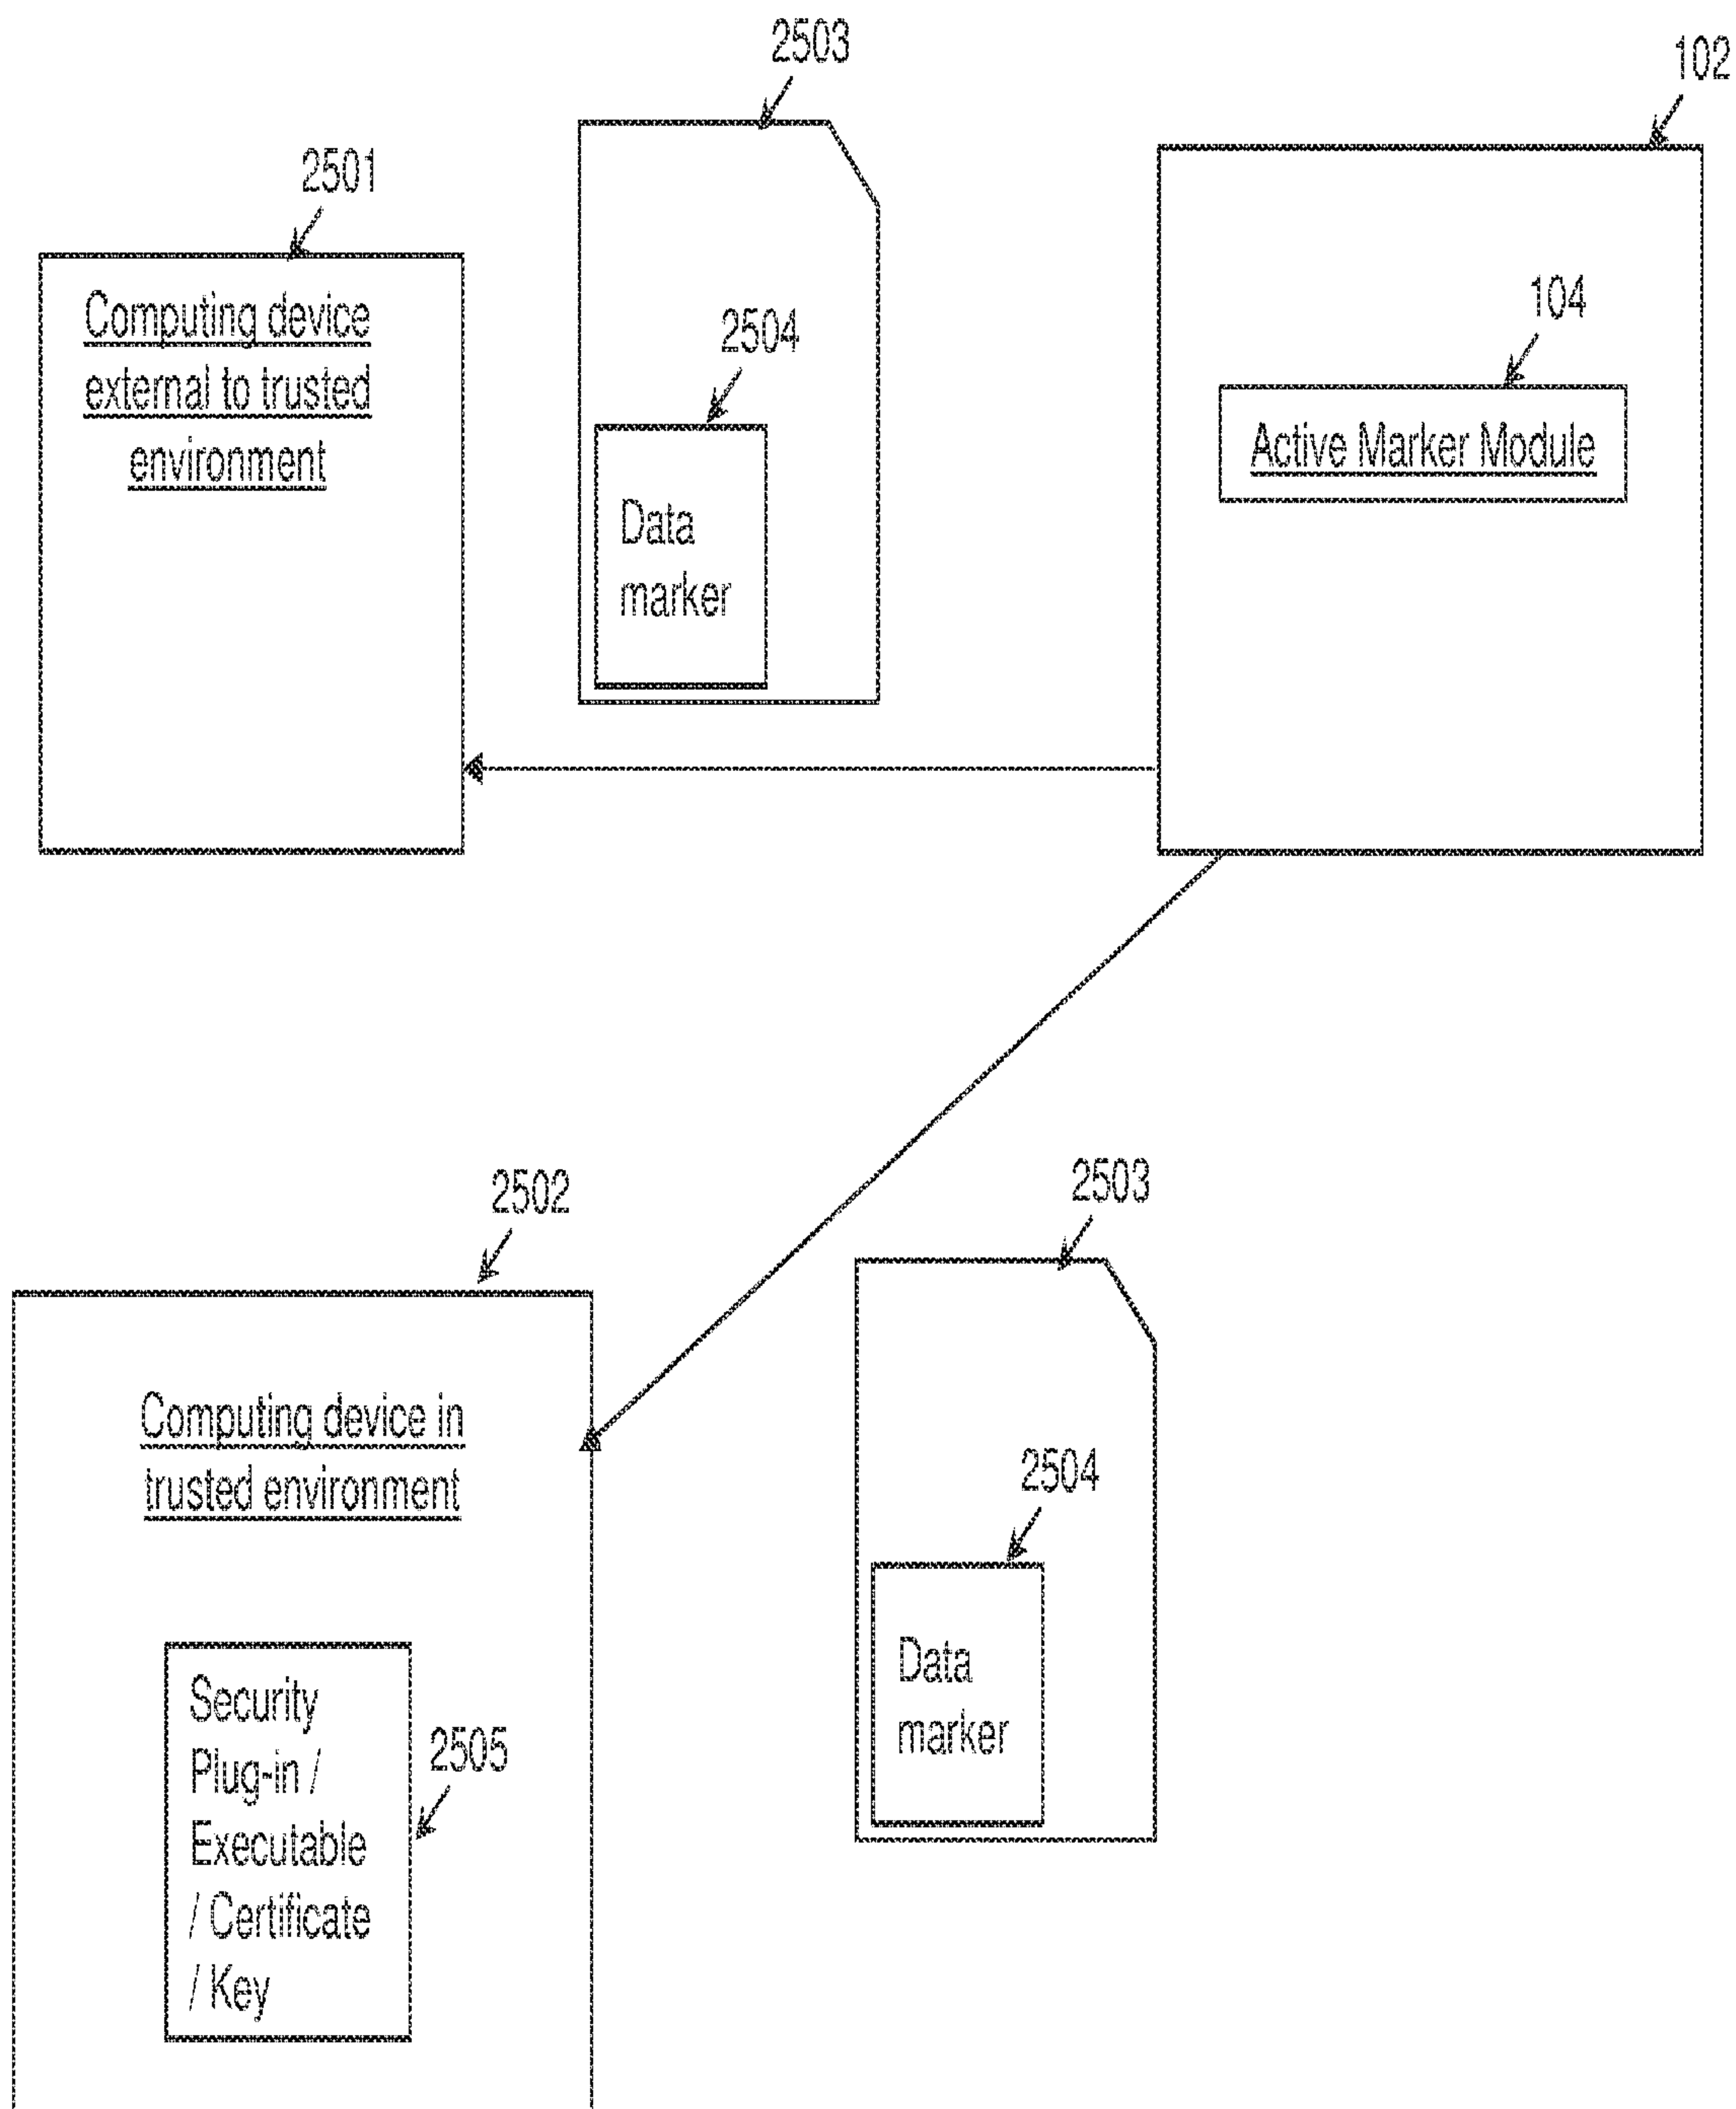 2503
102
2501
Computing device
external to trusted
environment
2504
Data
marker
104
Active Marker Module
2502
Computing device in
trusted environment
2503
2504
Data
marker
Security
Plug-in /
Executable
/ Certificate
/ Key
2505